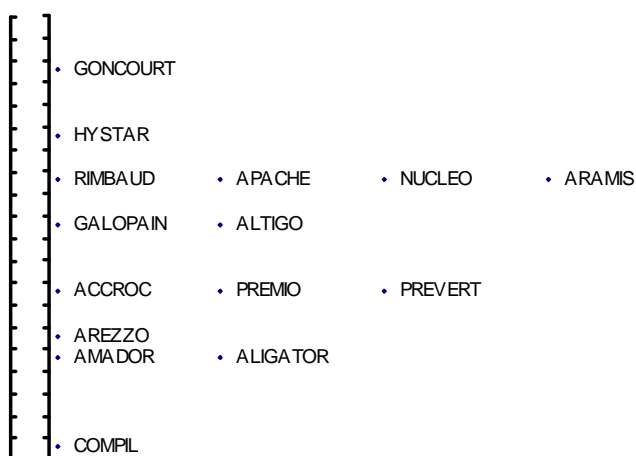 GONCOURT
HYSTAR
RIMBAUD APACHE NUCLEO ARAMIS
GALOPAIN ALTIGO
ACCROC PREMIO PREVERT
AREZZO
AMADOR ALIGATOR
COMPIL